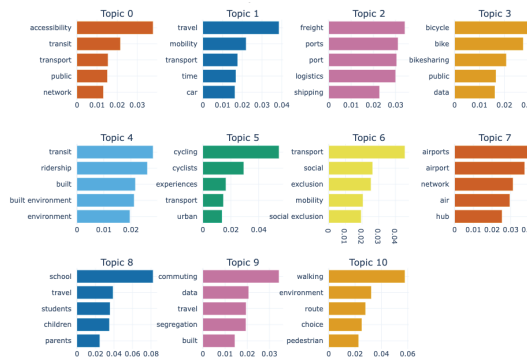 Topic 0 Topic 1 Topic 2 Topic 3
accessibility travel freight bicycle
transit mobility ports bike
transport transport port bikesharing
public time logistics public
network car shipping data
0 0.01 0.02 0.03 0 0.01 0.02 0.03 0.04 0 0.01 0.02 0.03 0 0.01 0.02
Topic 4 Topic 5 Topic 6 Topic 7
transit cycling transport airports
ridership cyclists social airport
built experiences exclusion network
built environment transport mobility air
environment urban social exclusion hub
0 0.01 0.02 0 0.02 0.04 0 0.01 0.02 0.03 0.04 0 0.01 0.02 0.03
Topic 8 Topic 9 Topic 10
school commuting walking
travel data environment
students travel route
children segregation choice
parents built pedestrian
0 0.02 0.04 0.06 0.08 0 0.01 0.02 0.03 0 0.02 0.04 0.06